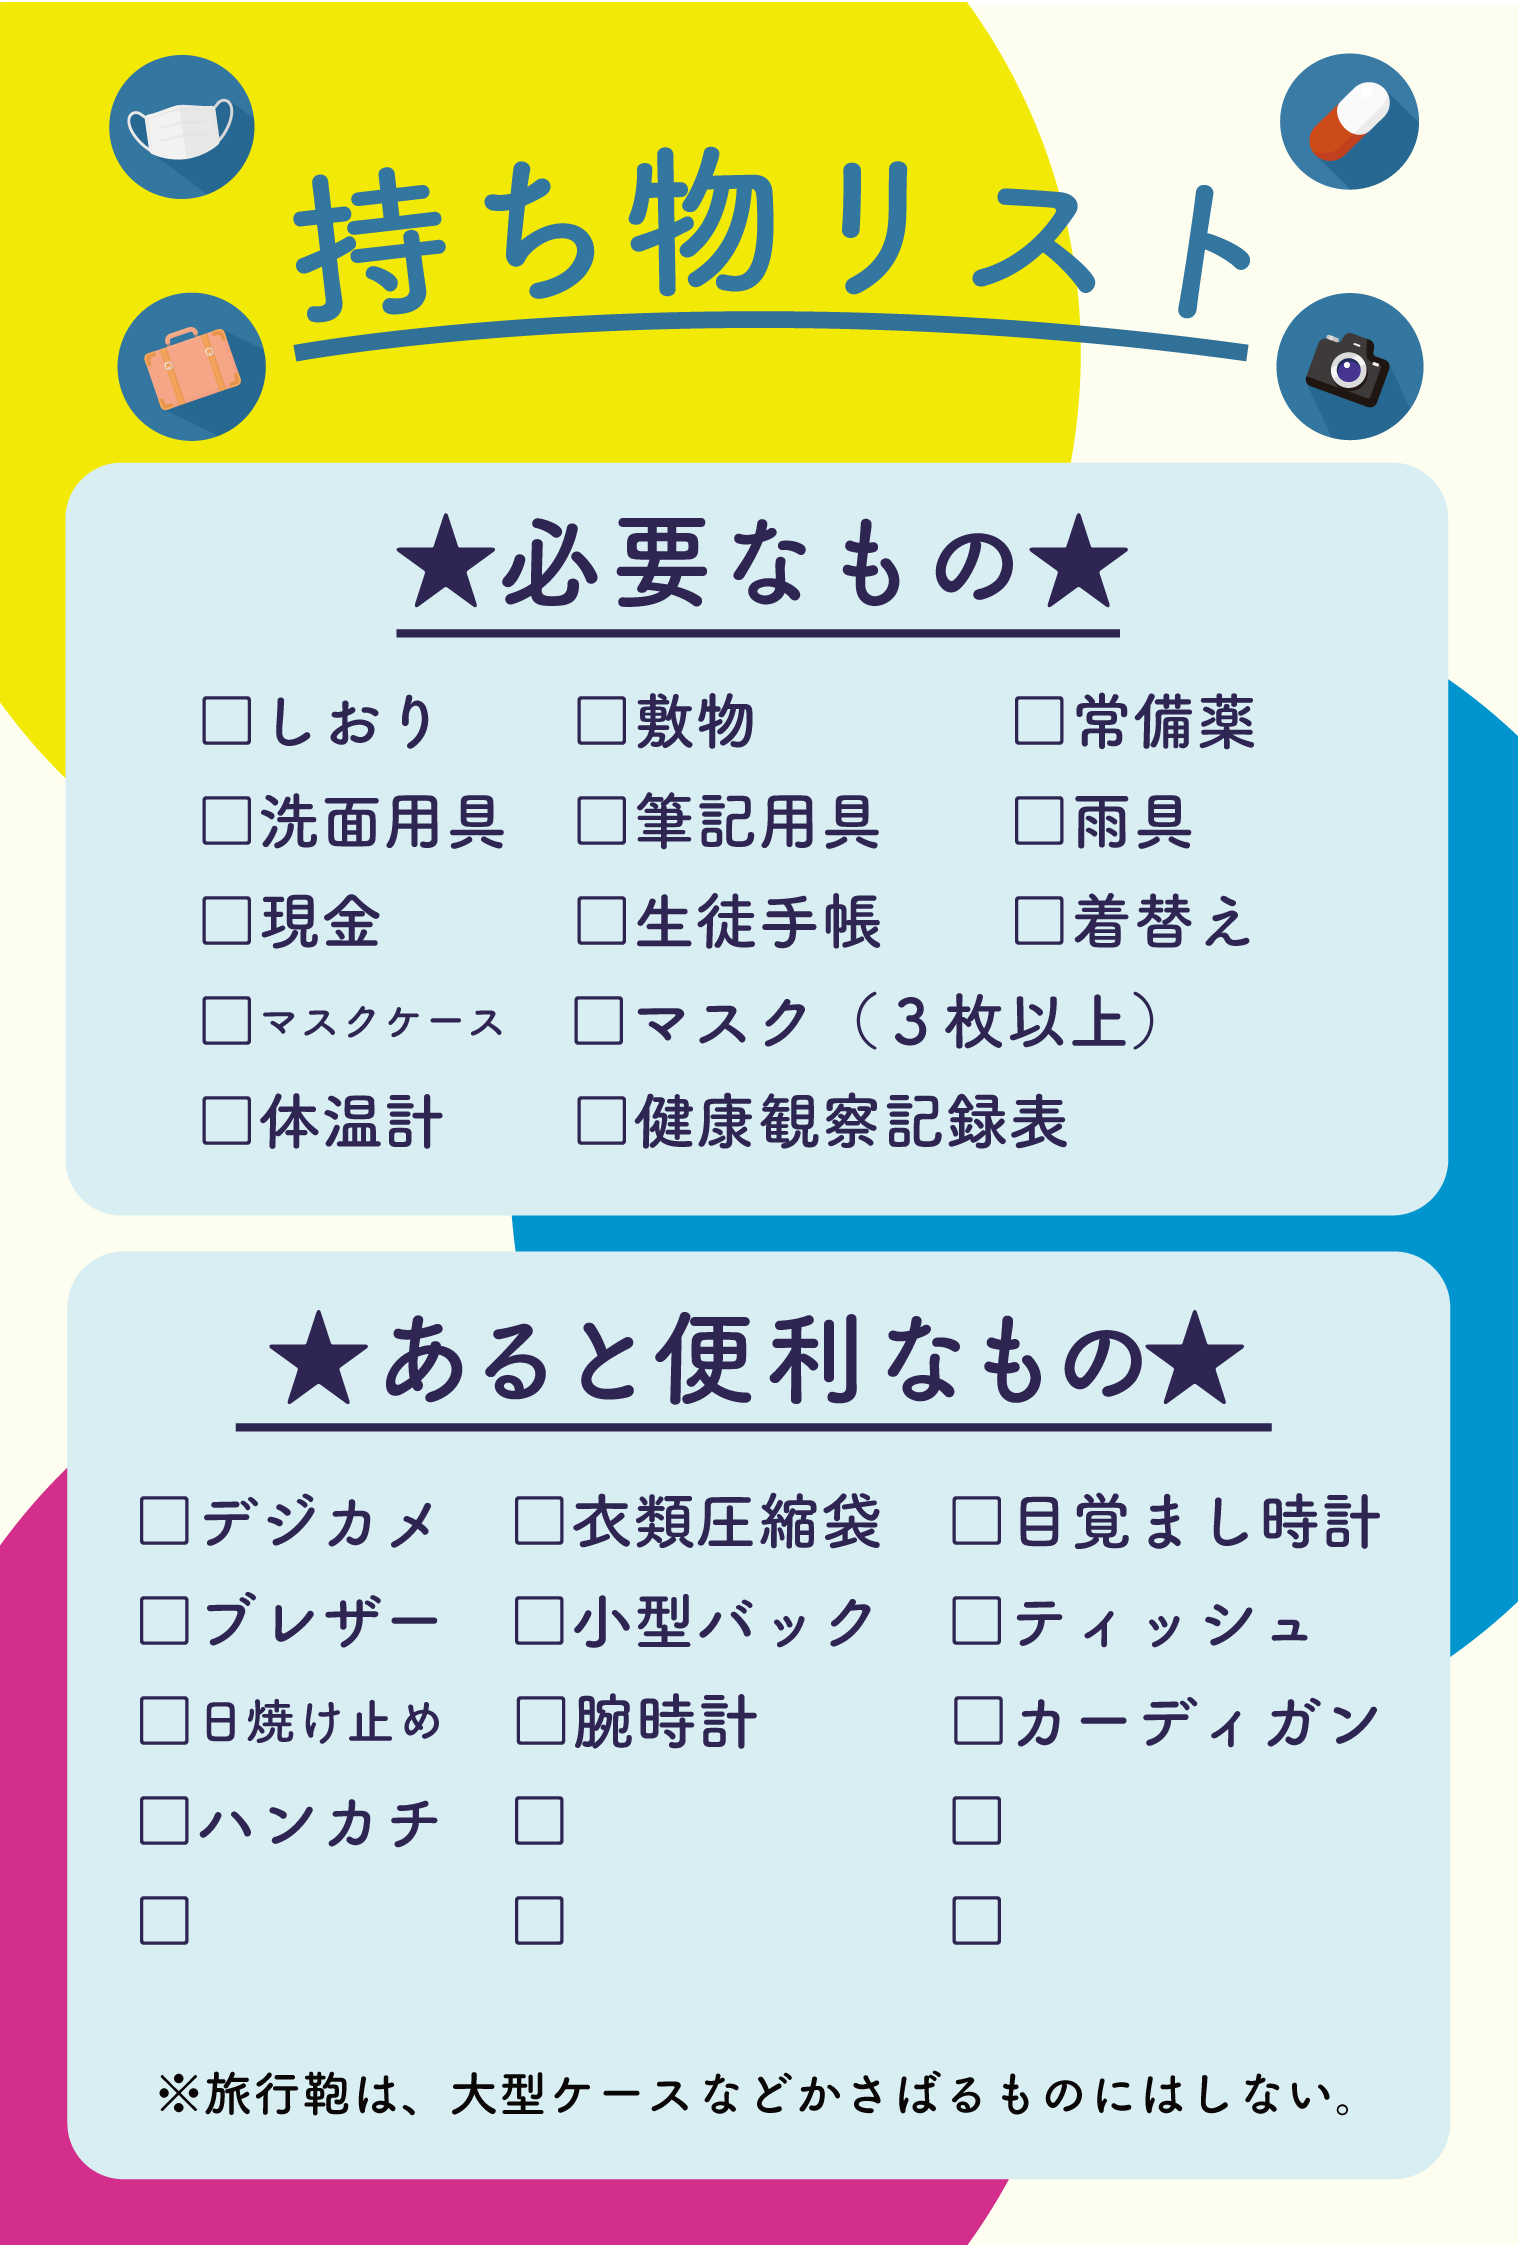 持ち物リスト
★必要なもの★
□しおり □敷物 □常備薬
□洗面用具 □筆記用具 □雨具
□現金 □生徒手帳 □着替え
□マスクケース □マスク（３枚以上）
□体温計 □健康観察記録表
★あると便利なもの★
□デジカメ □衣類圧縮袋 □目覚まし時計
□ブレザー □小型バック □ティッシュ
□日焼け止め □腕時計 □カーディガン
□ハンカチ □ □
□ □ □
※旅行鞄は、大型ケースなどかさばるものにはしない。